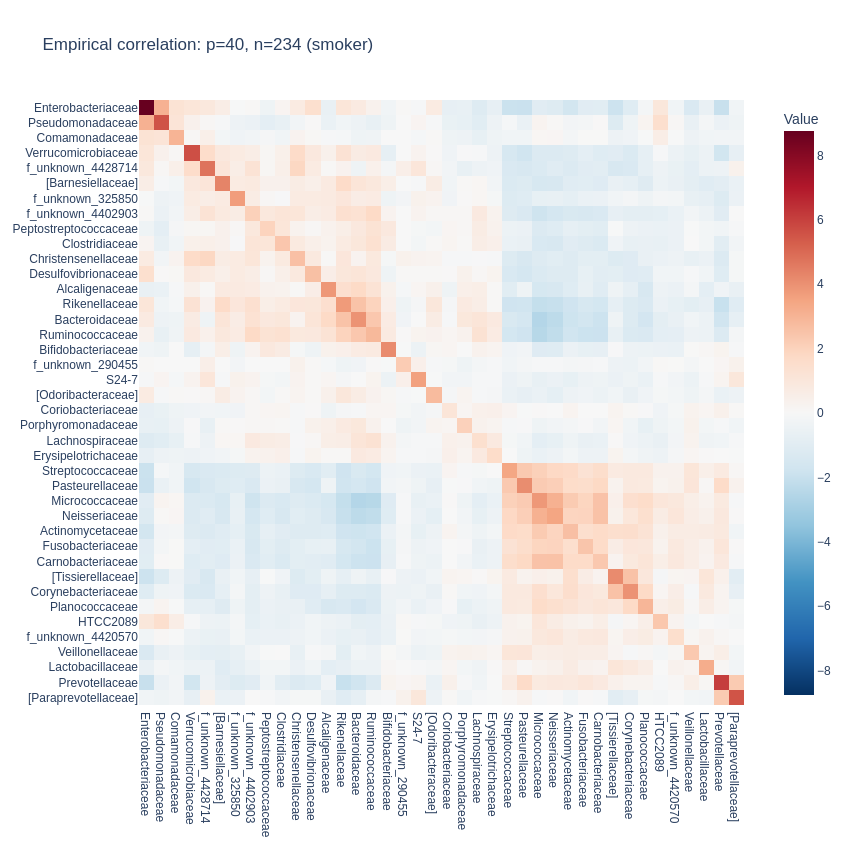 Empirical correlation: p=40, n=234 (smoker)
Enterobacteriaceae
Pseudomonadaceae
Comamonadaceae
Verrucomicrobiaceae
f_unknown_4428714
[Barnesiellaceae]
f_unknown_325850
f_unknown_4402903
Peptostreptococcaceae
Clostridiaceae
Christensenellaceae
Desulfovibrionaceae
Alcaligenaceae
Rikenellaceae
Bacteroidaceae
Ruminococcaceae
Bifidobacteriaceae
f_unknown_290455
S24-7
[Odoribacteraceae]
Coriobacteriaceae
Porphyromonadaceae
Lachnospiraceae
Erysipelotrichaceae
Streptococcaceae
Pasteurellaceae
Micrococcaceae
Neisseriaceae
Actinomycetaceae
Fusobacteriaceae
Carnobacteriaceae
[Tissierellaceae]
Corynebacteriaceae
Planococcaceae
HTCC2089
f_unknown_4420570
Veillonellaceae
Lactobacillaceae
Prevotellaceae
[Paraprevotellaceae]
Enterobacteriaceae
Pseudomonadaceae
Comamonadaceae
Verrucomicrobiaceae
f_unknown_4428714
[Barnesiellaceae]
f_unknown_325850
f_unknown_4402903
Peptostreptococcaceae
Clostridiaceae
Christensenellaceae
Desulfovibrionaceae
Alcaligenaceae
Rikenellaceae
Bacteroidaceae
Ruminococcaceae
Bifidobacteriaceae
f_unknown_290455
S24-7
[Odoribacteraceae]
Coriobacteriaceae
Porphyromonadaceae
Lachnospiraceae
Erysipelotrichaceae
Streptococcaceae
Pasteurellaceae
Micrococcaceae
Neisseriaceae
Actinomycetaceae
Fusobacteriaceae
Carnobacteriaceae
[Tissierellaceae]
Corynebacteriaceae
Planococcaceae
HTCC2089
f_unknown_4420570
Veillonellaceae
Lactobacillaceae
Prevotellaceae
[Paraprevotellaceae]
Value
8
6
4
2
0
−2
−4
−6
−8